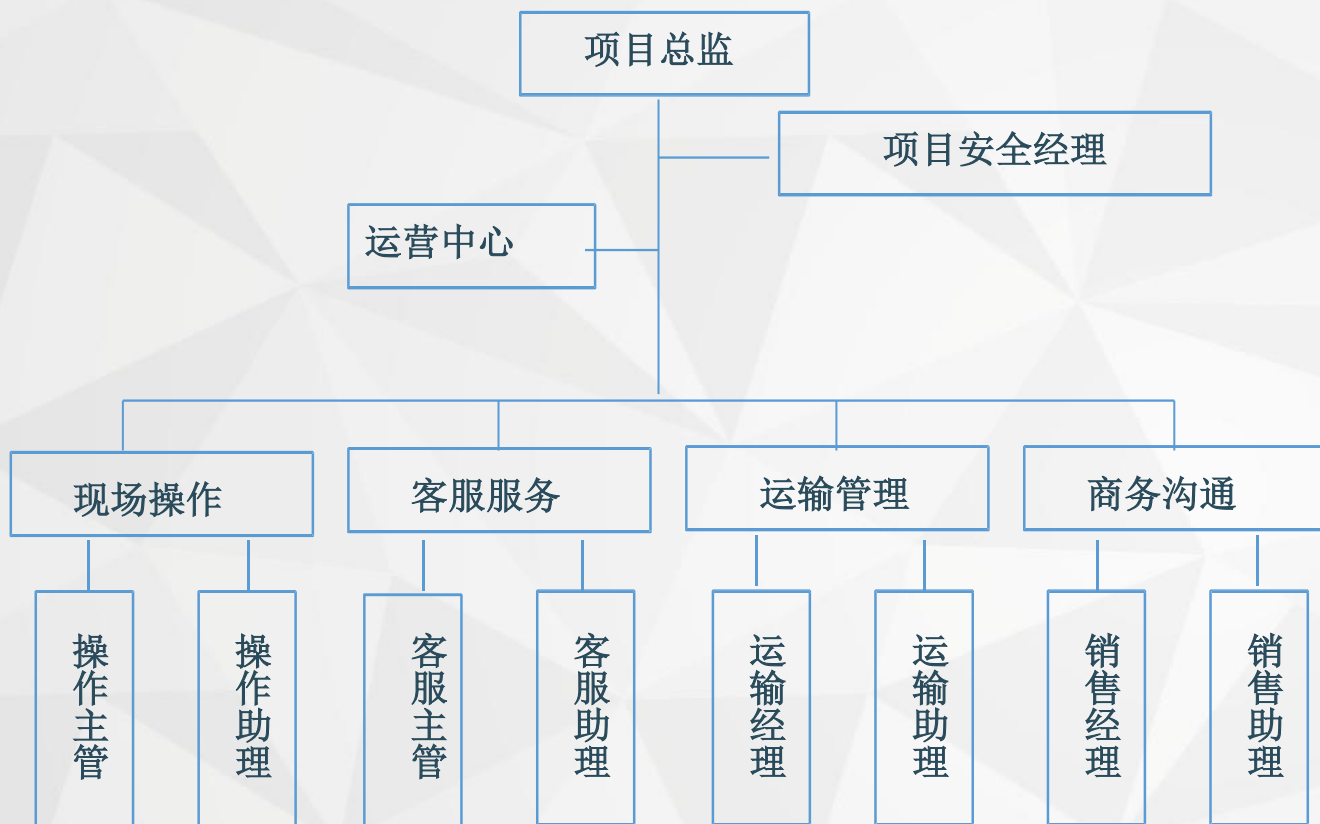 项目总监
项目安全经理
运营中心
现场操作
客服服务
运输管理
商务沟通
操作主管
操作助理
客服主管
客服助理
运输经理
运输助理
销售经理
销售助理